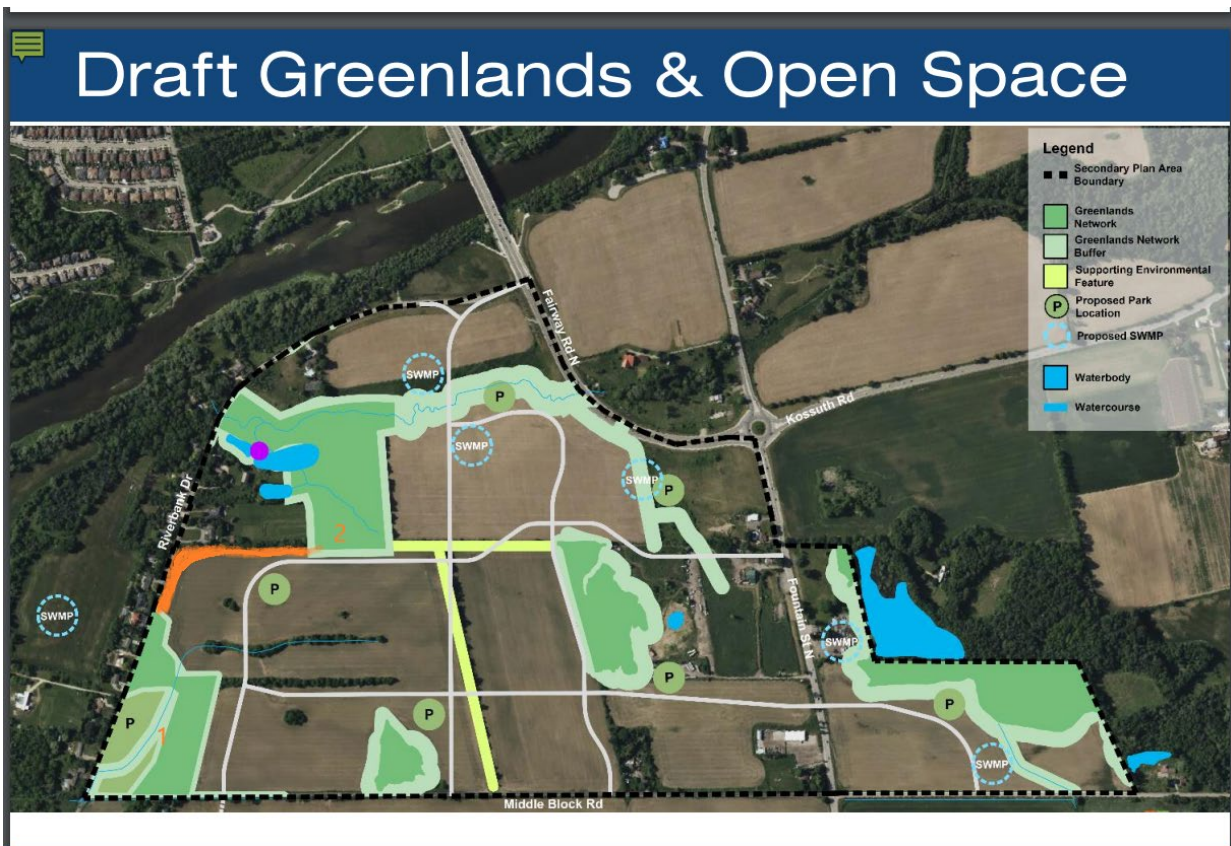 Draft Greenlands & Open Space
Legend
Secondary Plan Area
Boundary
Greenlands
Network
Greenlands Network
Buffer
Supporting Environmental
Feature
P
Proposed Park
Location
Proposed SWMP
Waterbody
Watercourse
Fairway Rd N
Kossuth Rd
SWMP
P
SWMP
SWMP
P
Riverbank Dr
2
P
SWMP
Fountain St N
SWMP
P
P
P
P
1
SWMP
Middle Block Rd